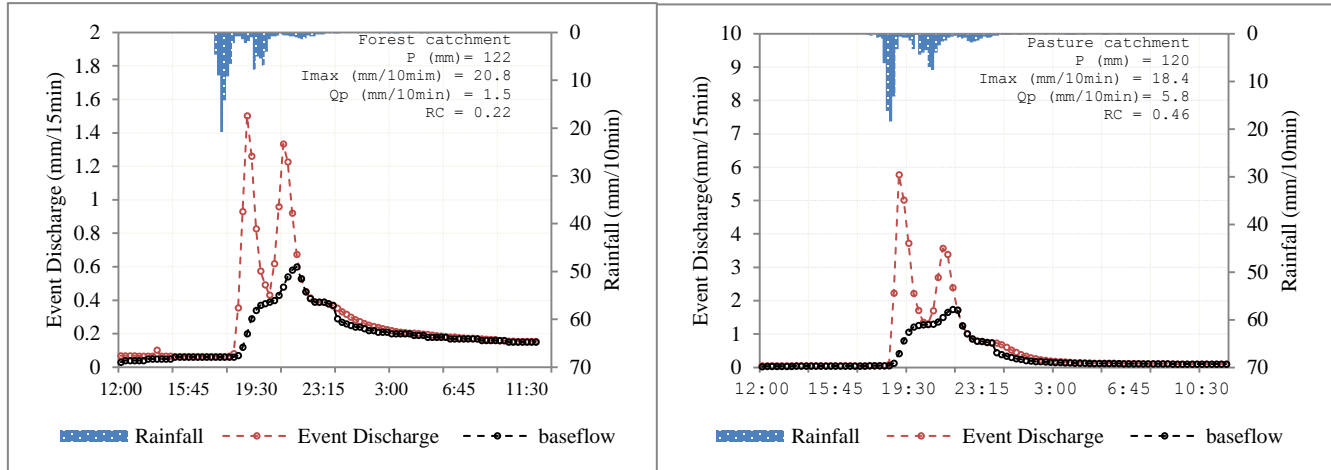 Forest catchment
P (mm)= 122
Imax (mm/10mim) = 20.8
Qp (mm/10min) = 1.5
RC = 0.22
Event Discharge (mm/15min)
2
1.8
1.6
1.4
1.2
1
0.8
0.6
0.4
0.2
0
0
10
20
30
40
50
60
70
Rainfall (mm/10min)
12:00 15:45 19:30 23:15 3:00 6:45 11:30
Rainfall Event Discharge baseflow
Pasture catchment
P (mm) = 120
Imax (mm/10min) = 18.4
Qp (mm/10min)= 5.8
RC = 0.46
Event Discharge(mm/15min)
10
9
8
7
6
5
4
3
2
1
0
0
10
20
30
40
50
60
70
Rainfall (mm/10min)
12:00 15:45 19:30 23:15 3:00 6:45 10:30
Rainfall Event Discharge baseflow